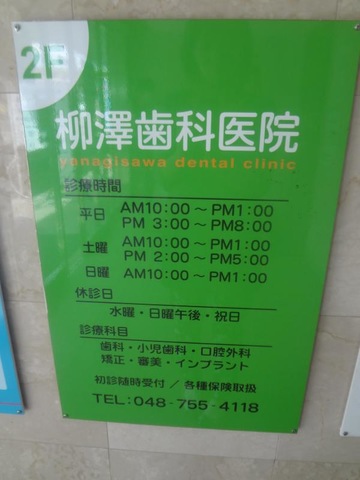 2F
柳澤歯科医院
yanagisawa dental clinic
診療時間
平日 AM10:00～PM1:00
PM 3:00～PM8:00
土曜 AM10:00～PM1:00
PM 2:00～PM5:00
日曜 AM10:00～PM1:00
休診日
水曜・日曜午後・祝日
診療科目
歯科・小児歯科・口腔外科
矯正・審美・インプラント
初診随時受付／各種保険取扱
TEL:048-755-4118